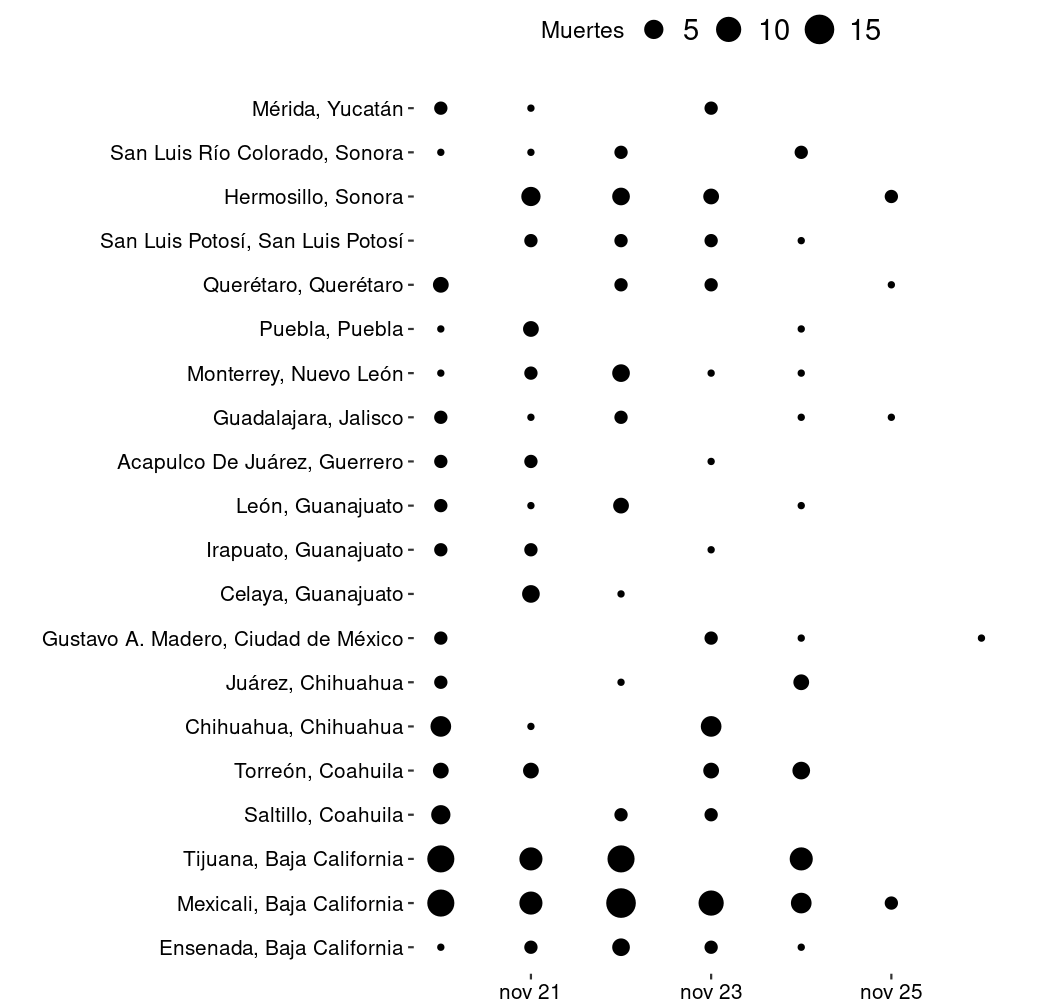 Muertes 5 10 15
Mérida, Yucatán
San Luis Río Colorado, Sonora
Hermosillo, Sonora
San Luis Potosí, San Luis Potosí
Querétaro, Querétaro
Puebla, Puebla
Monterrey, Nuevo León
Guadalajara, Jalisco
Acapulco De Juárez, Guerrero
León, Guanajuato
Irapuato, Guanajuato
Celaya, Guanajuato
Gustavo A. Madero, Ciudad de México
Juárez, Chihuahua
Chihuahua, Chihuahua
Torreón, Coahuila
Saltillo, Coahuila
Tijuana, Baja California
Mexicali, Baja California
Ensenada, Baja California
nov 21 nov 23 nov 25